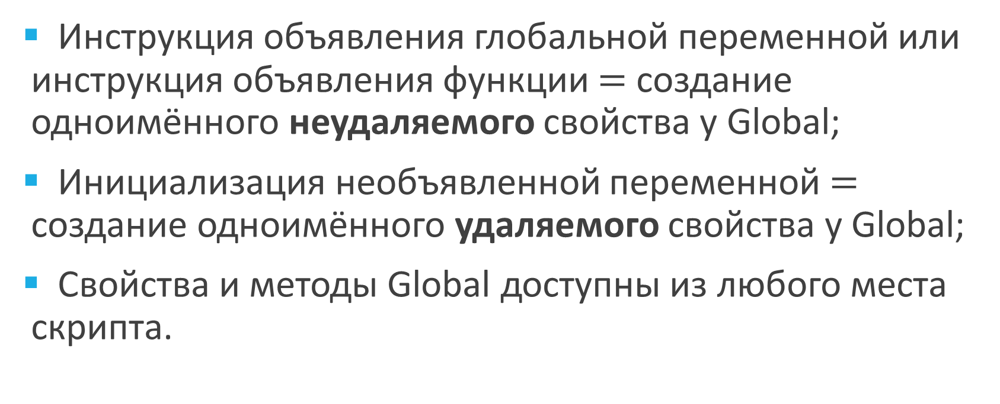 ▪ Инструкция объявления глобальной переменной или
инструкция объявления функции = создание
одноимённого неудаляемого свойства у Global;
▪ Инициализация необъявленной переменной =
создание одноимённого удаляемого свойства у Global;
▪ Свойства и методы Global доступны из любого места
скрипта.